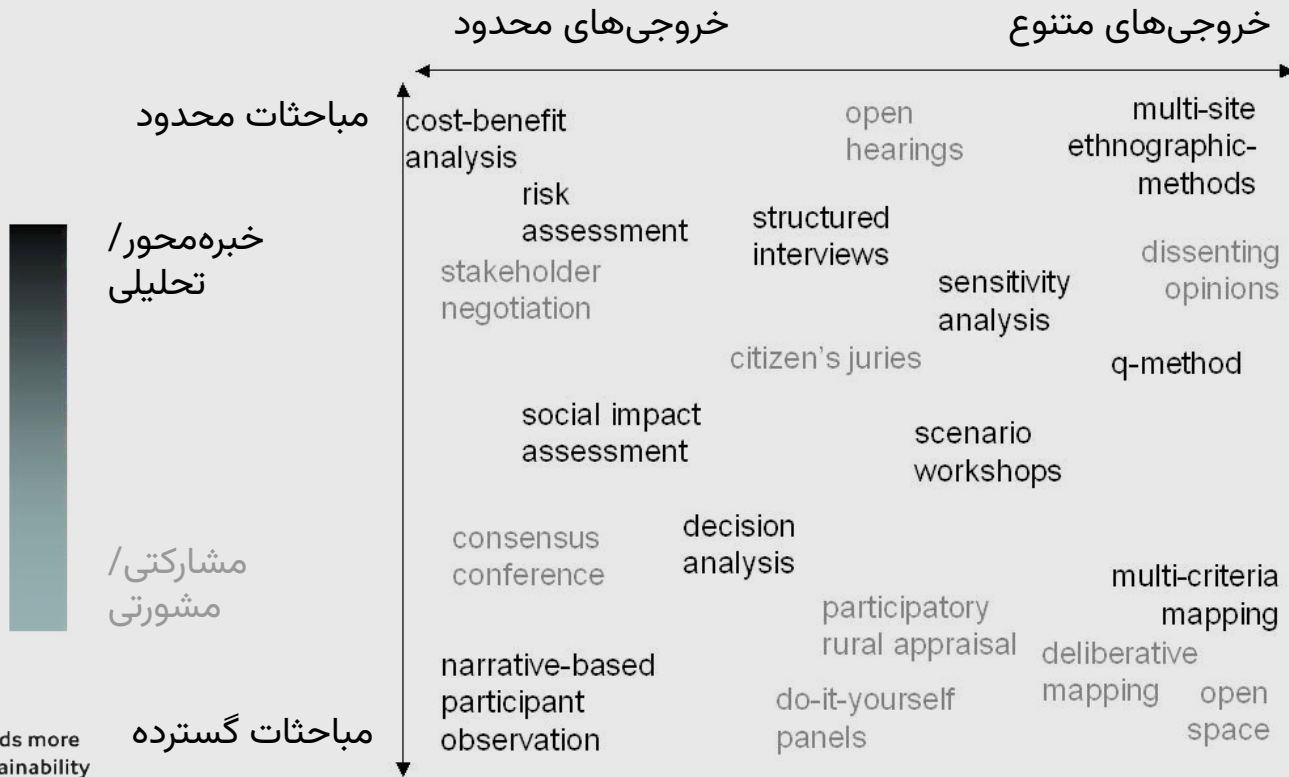 خروجی‌های محدود
خروجی‌های متنوع
مباحثات محدود
خبره‌محور/
تحلیلی
مشارکتی/
مشورتی
مباحثات گسترده
cost-benefit
analysis
risk
assessment
stakeholder
negotiation
open
hearings
structured
interviews
multi-site
ethnographic-
methods
dissenting
opinions
sensitivity
analysis
citizen's juries
q-method
social impact
assessment
scenario
workshops
consensus
conference
decision
analysis
multi-criteria
mapping
participatory
rural appraisal
deliberative
mapping
open
space
narrative-based
participant
observation
do-it-yourself
panels
ds more
ainability